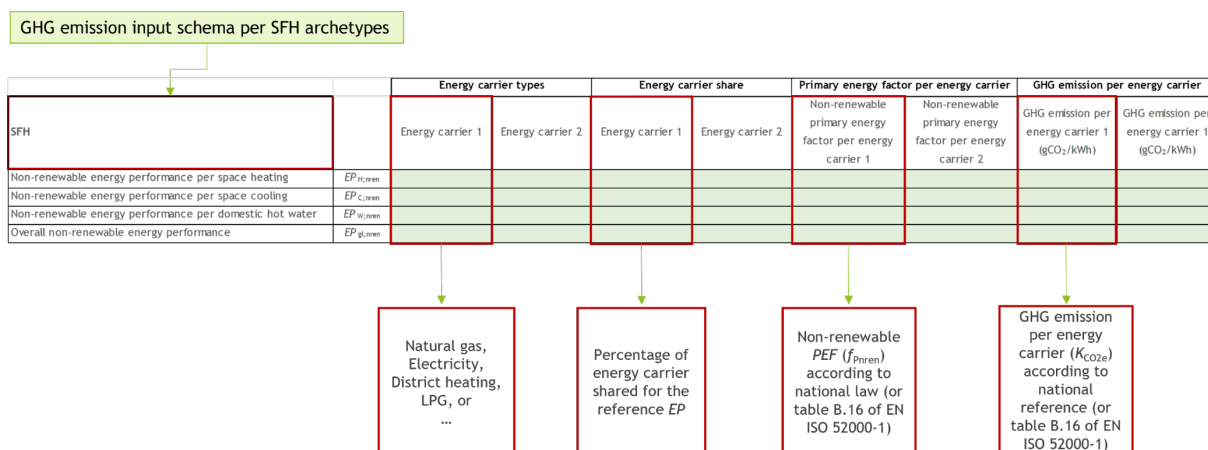 GHG emission input schema per SFH archetypes
Energy carrier types Energy carrier share Primary energy factor per energy carrier GHG emission per energy carrier
SFH
Energy carrier 1
Energy carrier 2
Energy carrier 1
Energy carrier 2
Non-renewable
primary energy
factor per energy
carrier 1
Non-renewable
primary energy
factor per energy
carrier 2
GHG emission per
energy carrier 1
(gCO₂/kWh)
GHG emission per
energy carrier 1
(gCO₂/kWh)
Non-renewable energy performance per space heating EP H;nren
Non-renewable energy performance per space cooling EP C;nren
Non-renewable energy performance per domestic hot water EP W;nren
Overall non-renewable energy performance EP gl;nren
Natural gas,
Electricity,
District heating,
LPG, or
...
Percentage of
energy carrier
shared for the
reference EP
Non-renewable
PEF (fPnren)
according to
national law (or
table B.16 of EN
ISO 52000-1)
GHG emission
per energy
carrier (KCO2e)
according to
national
reference (or
table B.16 of EN
ISO 52000-1)